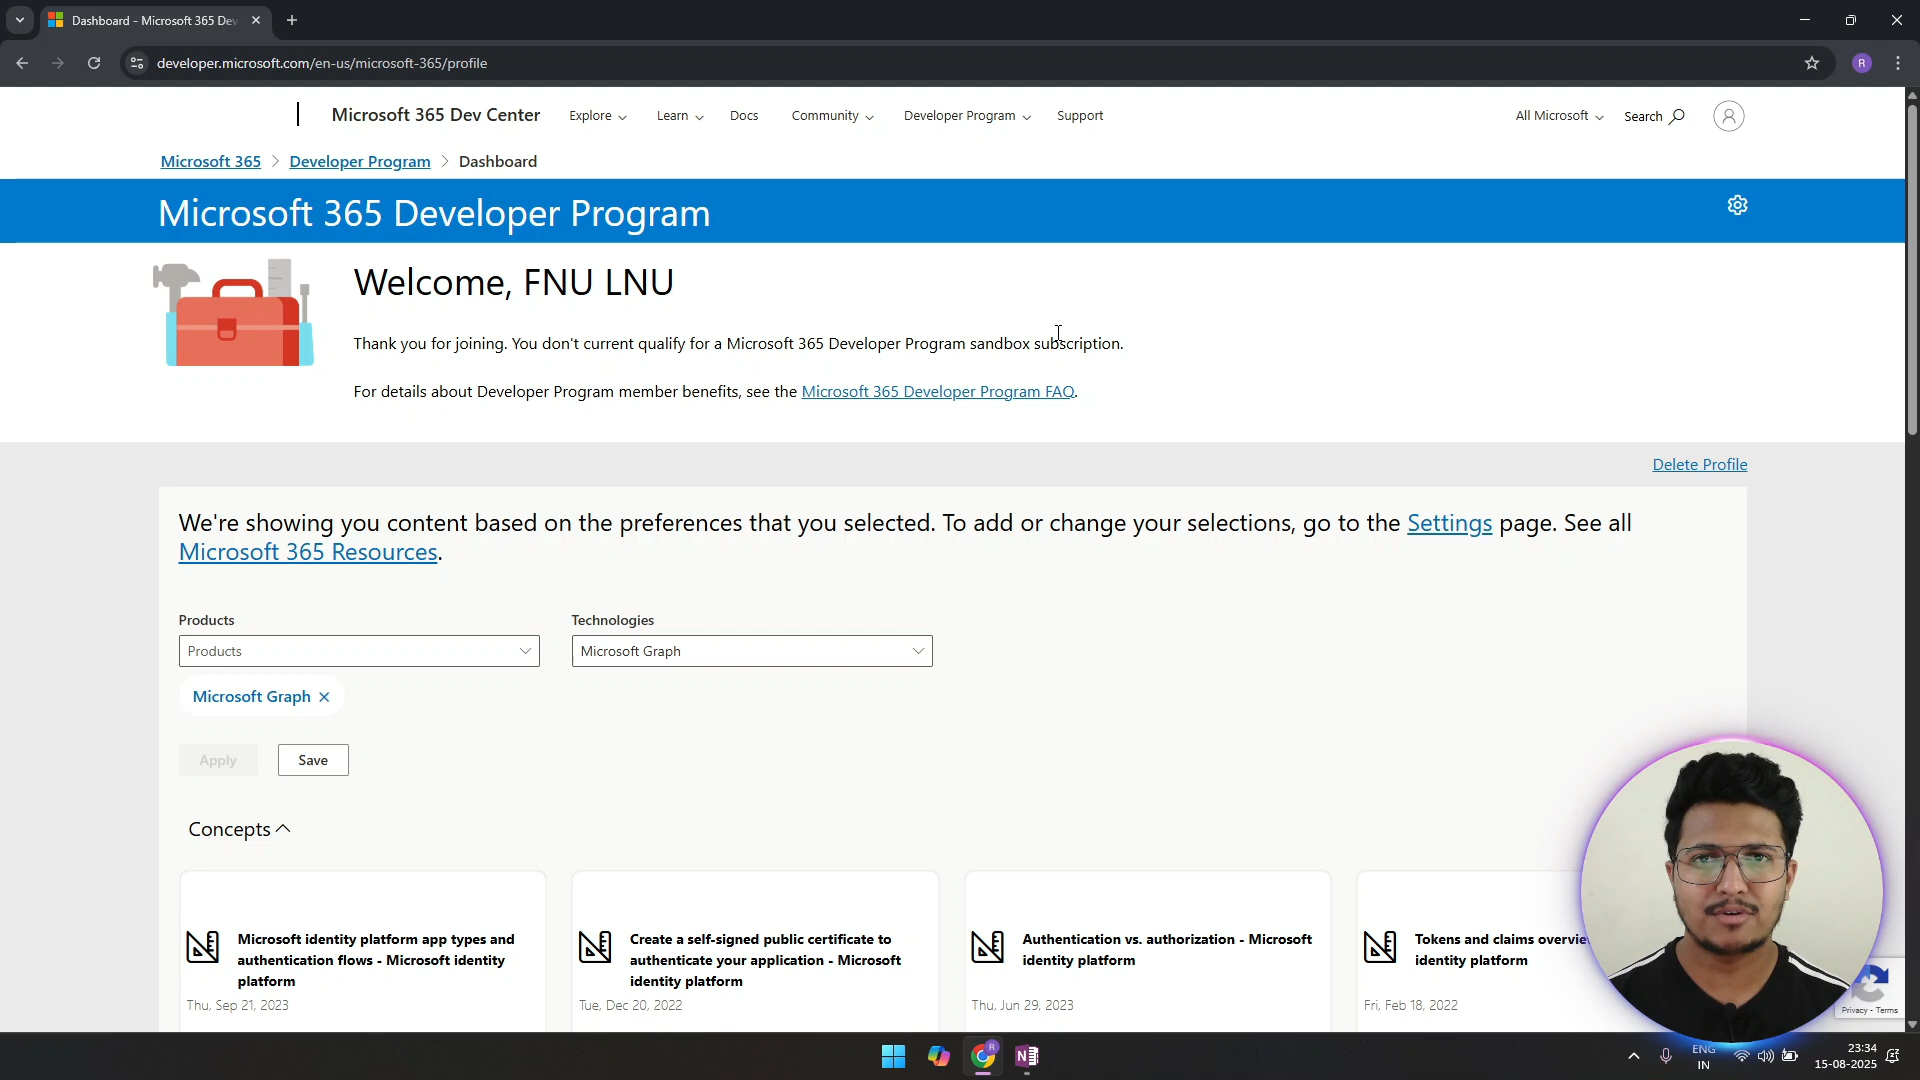 Dashboard - Microsoft 365 Dev
developer.microsoft.com/en-us/microsoft-365/profile
R
Microsoft 365 Dev Center
Explore
Learn
Docs
Community
Developer Program
Support
All Microsoft
Search
Microsoft 365 > Developer Program > Dashboard
Microsoft 365 Developer Program
Welcome, FNU LNU
Thank you for joining. You don't current qualify for a Microsoft 365 Developer Program sandbox subscription.
For details about Developer Program member benefits, see the Microsoft 365 Developer Program FAQ.
Delete Profile
We're showing you content based on the preferences that you selected. To add or change your selections, go to the Settings page. See all
Microsoft 365 Resources.
Products
Technologies
Products
Microsoft Graph
Microsoft Graph
Apply
Save
Concepts
Microsoft identity platform app types and
authentication flows - Microsoft identity
platform
Thu, Sep 21, 2023
Create a self-signed public certificate to
authenticate your application - Microsoft
identity platform
Tue, Dec 20, 2022
Authentication vs. authorization - Microsoft
identity platform
Thu, Jun 29, 2023
Tokens and claims overvie
identity platform
Fri, Feb 18, 2022
Privacy - Terms
R
N
ENG
IN
23:34
15-08-2025